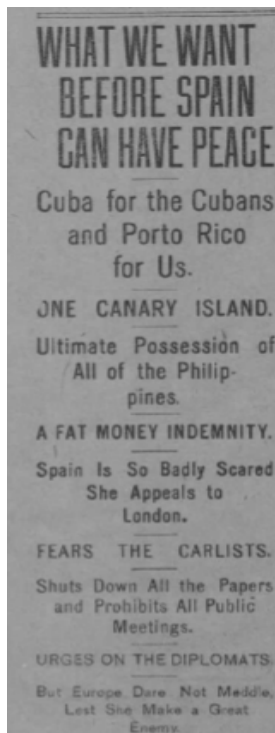 WHAT WE WANT
BEFORE SPAIN
CAN HAVE PEACE
Cuba for the Cubans
and Porto Rico
for Us.
ONE CANARY ISLAND.
Ultimate Possession of
All of the Philip-
pines.
A FAT MONEY INDEMNITY.
Spain Is So Badly Scared
She Appeals to
London.
FEARS THE CARLISTS.
Shuts Down All the Papers
and Prohibits All Public
Meetings.
URGES ON THE DIPLOMATS.
But Europe Dare Not Meddle,
Lest She Make a Great
Enemy.